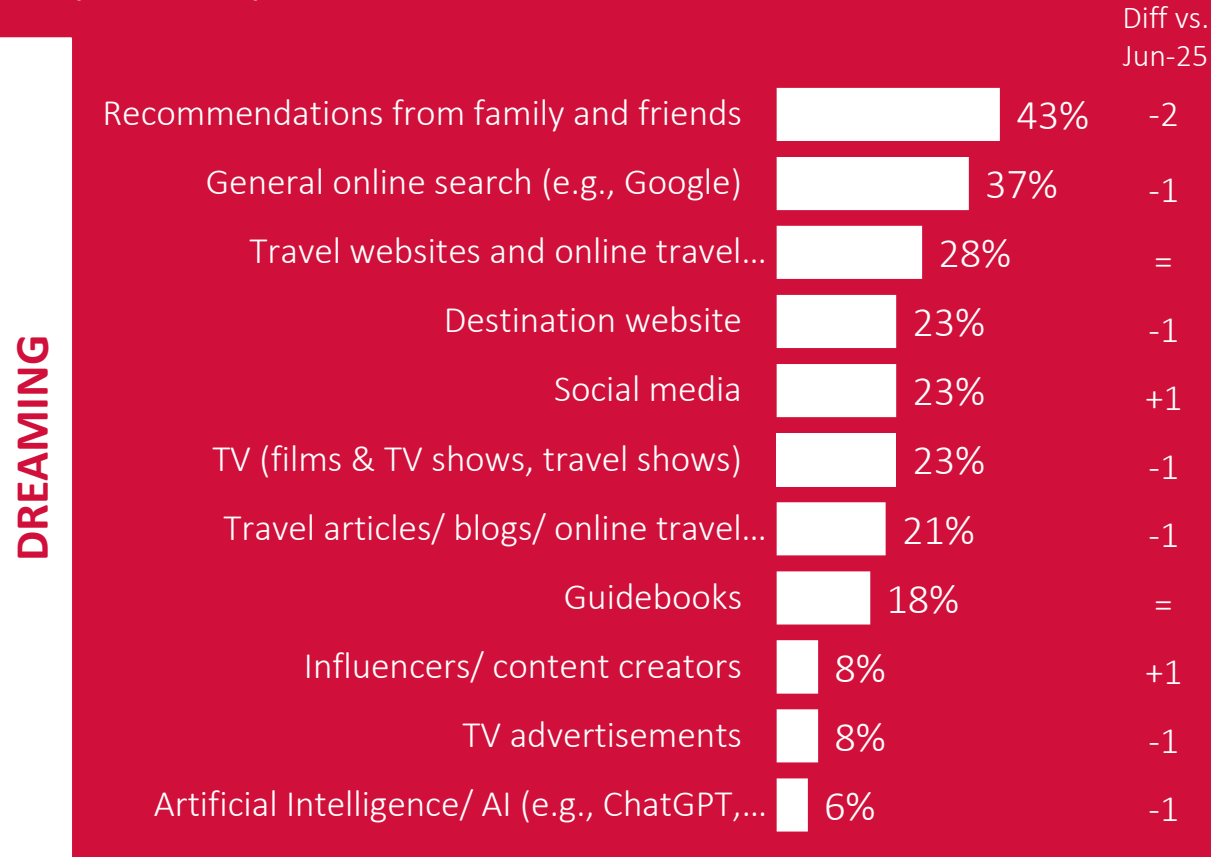 Diff vs.
Jun-25
DREAMING
Recommendations from family and friends 43% -2
General online search (e.g., Google) 37% -1
Travel websites and online travel... 28% =
Destination website 23% -1
Social media 23% +1
TV (films & TV shows, travel shows) 23% -1
Travel articles/ blogs/ online travel... 21% -1
Guidebooks 18% =
Influencers/ content creators 8% +1
TV advertisements 8% -1
Artificial Intelligence/ AI (e.g., ChatGPT,... 6% -1